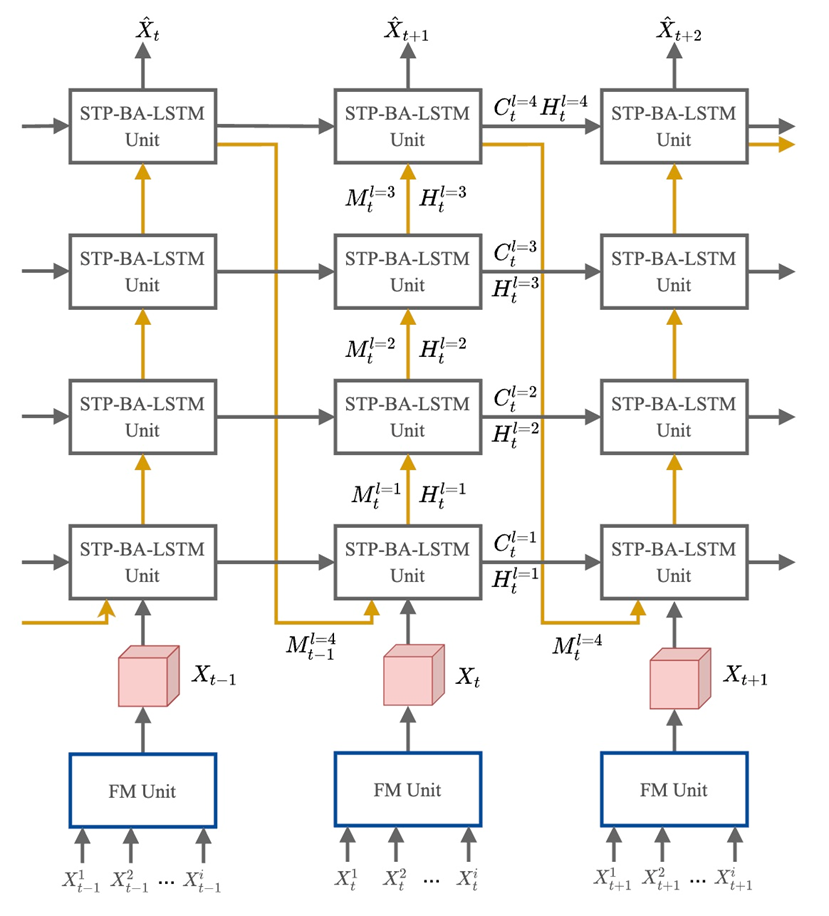 X̂_t X̂_{t+1} X̂_{t+2}
STP-BA-LSTM
Unit
STP-BA-LSTM
Unit
C_t^{l=4} H_t^{l=4}
STP-BA-LSTM
Unit
M_t^{l=3} H_t^{l=3}
STP-BA-LSTM
Unit
STP-BA-LSTM
Unit
C_t^{l=3}
H_t^{l=3}
STP-BA-LSTM
Unit
M_t^{l=2} H_t^{l=2}
STP-BA-LSTM
Unit
STP-BA-LSTM
Unit
C_t^{l=2}
H_t^{l=2}
STP-BA-LSTM
Unit
M_t^{l=1} H_t^{l=1}
STP-BA-LSTM
Unit
STP-BA-LSTM
Unit
C_t^{l=1}
H_t^{l=1}
STP-BA-LSTM
Unit
M_{t-1}^{l=4} M_t^{l=4}
X_{t-1} X_t X_{t+1}
FM Unit FM Unit FM Unit
X_{t-1}^1 X_{t-1}^2 ... X_{t-1}^i X_t^1 X_t^2 ... X_t^i X_{t+1}^1 X_{t+1}^2 ... X_{t+1}^i